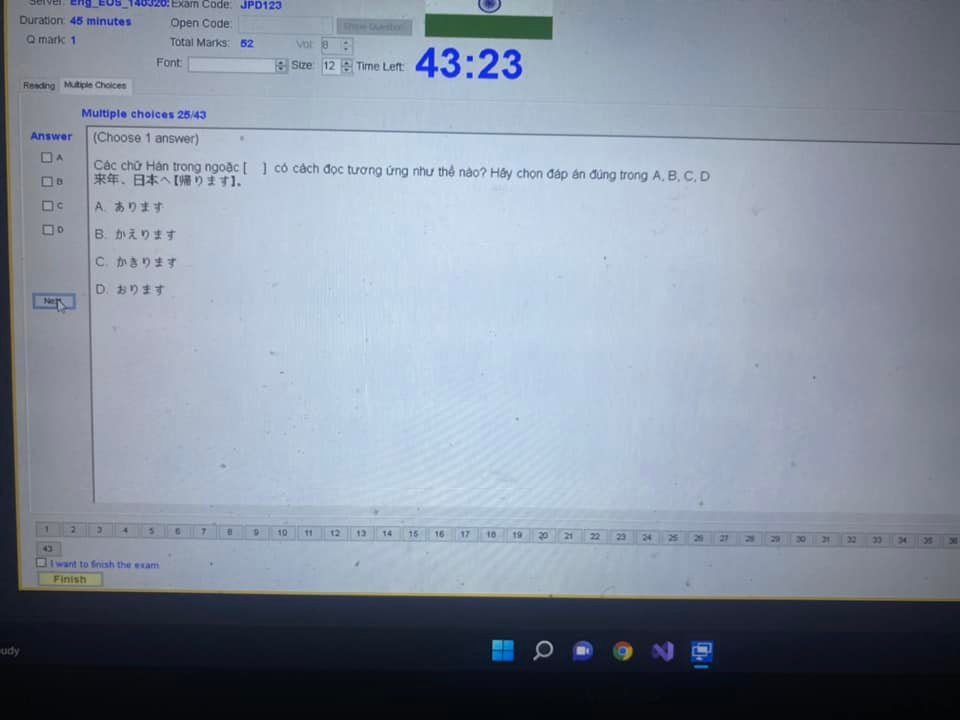 Server: Eng_EOS_140320: Exam Code: JPD123
Duration: 45 minutes Open Code: Show Question
Q mark: 1 Total Marks: 52 Vol: 8
Font: Size: 12 Time Left: 43:23
Reading Multiple Choices
Multiple choices 25/43
Answer (Choose 1 answer)
A
Các chữ Hán trong ngoặc [ ] có cách đọc tương ứng như thế nào? Hãy chọn đáp án đúng trong A, B, C, D
B 来年、日本へ【帰ります】。
C A. あります
D B. かえります
C. かきります
D. おります
Next
1 2 3 4 5 6 7 8 9 10 11 12 13 14 15 16 17 18 19 20 21 22 23 24 25 26 27 28 29 30 31 32 33 34 35 36
43
I want to finish the exam
Finish